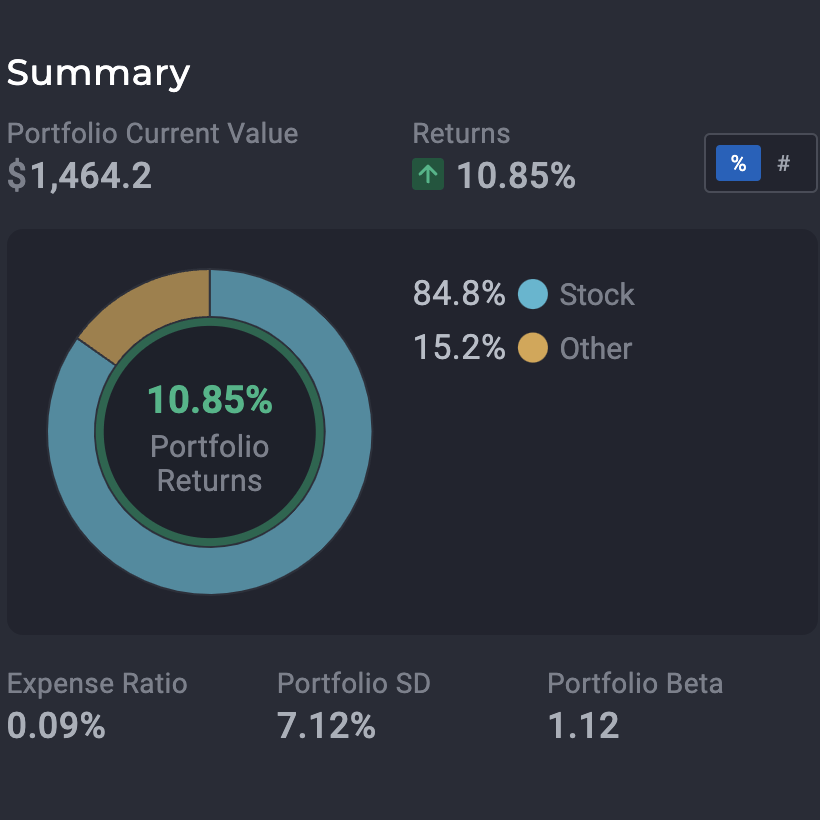 Summary
Portfolio Current Value
$1,464.2
Returns
10.85%
% #
84.8% Stock
15.2% Other
10.85%
Portfolio
Returns
Expense Ratio
0.09%
Portfolio SD
7.12%
Portfolio Beta
1.12